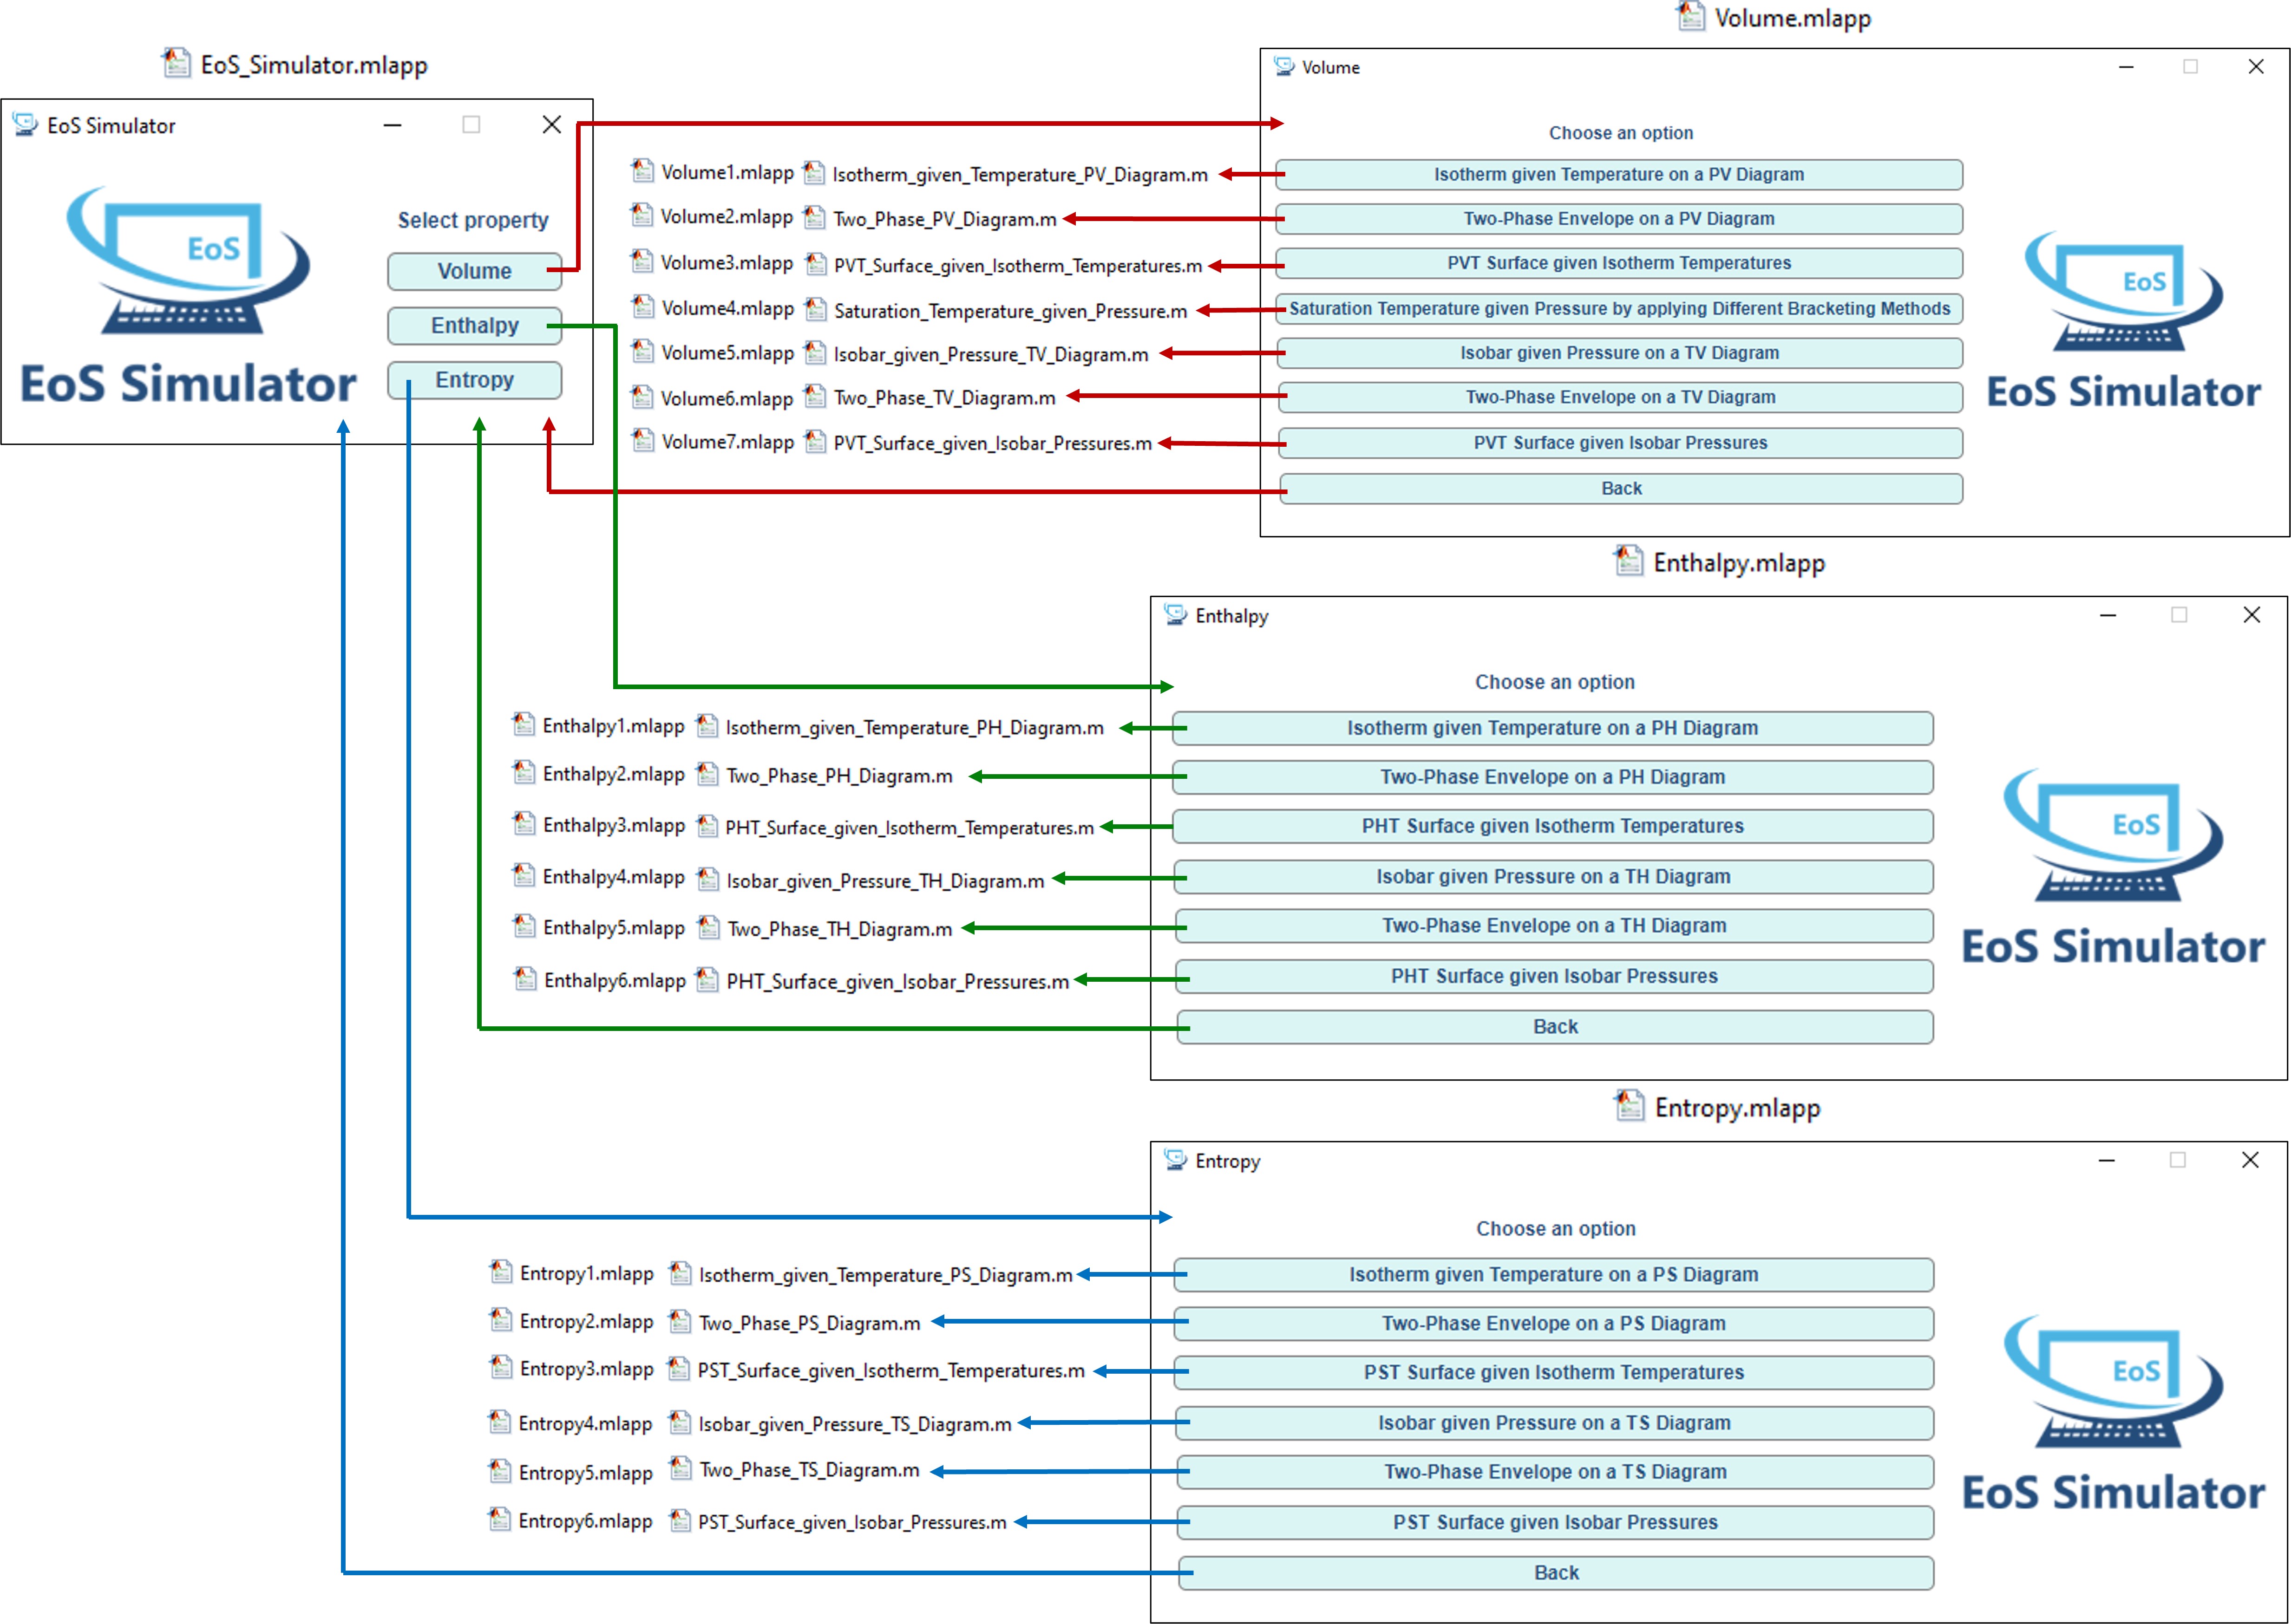 EoS_Simulator.mlapp
EoS Simulator
EoS
EoS Simulator
Select property
Volume
Enthalpy
Entropy
Volume.mlapp
Volume
Choose an option
Volume1.mlapp Isotherm_given_Temperature_PV_Diagram.m Isotherm given Temperature on a PV Diagram
Volume2.mlapp Two_Phase_PV_Diagram.m Two-Phase Envelope on a PV Diagram
Volume3.mlapp PVT_Surface_given_Isotherm_Temperatures.m PVT Surface given Isotherm Temperatures
Volume4.mlapp Saturation_Temperature_given_Pressure.m Saturation Temperature given Pressure by applying Different Bracketing Methods
Volume5.mlapp Isobar_given_Pressure_TV_Diagram.m Isobar given Pressure on a TV Diagram
Volume6.mlapp Two_Phase_TV_Diagram.m Two-Phase Envelope on a TV Diagram
Volume7.mlapp PVT_Surface_given_Isobar_Pressures.m PVT Surface given Isobar Pressures
Back
EoS
EoS Simulator
Enthalpy.mlapp
Enthalpy
Choose an option
Enthalpy1.mlapp Isotherm_given_Temperature_PH_Diagram.m Isotherm given Temperature on a PH Diagram
Enthalpy2.mlapp Two_Phase_PH_Diagram.m Two-Phase Envelope on a PH Diagram
Enthalpy3.mlapp PHT_Surface_given_Isotherm_Temperatures.m PHT Surface given Isotherm Temperatures
Enthalpy4.mlapp Isobar_given_Pressure_TH_Diagram.m Isobar given Pressure on a TH Diagram
Enthalpy5.mlapp Two_Phase_TH_Diagram.m Two-Phase Envelope on a TH Diagram
Enthalpy6.mlapp PHT_Surface_given_Isobar_Pressures.m PHT Surface given Isobar Pressures
Back
EoS
EoS Simulator
Entropy.mlapp
Entropy
Choose an option
Entropy1.mlapp Isotherm_given_Temperature_PS_Diagram.m Isotherm given Temperature on a PS Diagram
Entropy2.mlapp Two_Phase_PS_Diagram.m Two-Phase Envelope on a PS Diagram
Entropy3.mlapp PST_Surface_given_Isotherm_Temperatures.m PST Surface given Isotherm Temperatures
Entropy4.mlapp Isobar_given_Pressure_TS_Diagram.m Isobar given Pressure on a TS Diagram
Entropy5.mlapp Two_Phase_TS_Diagram.m Two-Phase Envelope on a TS Diagram
Entropy6.mlapp PST_Surface_given_Isobar_Pressures.m PST Surface given Isobar Pressures
Back
EoS
EoS Simulator